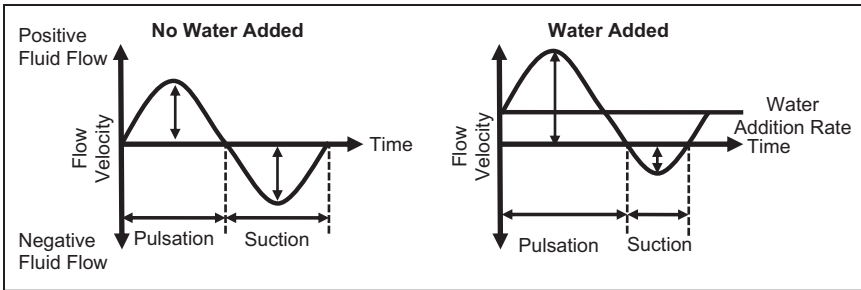 No Water Added
Water Added
Positive
Fluid Flow
Flow
Velocity
Time
Pulsation
Suction
Negative
Fluid Flow
Flow
Velocity
Water
Addition Rate
Time
Pulsation
Suction